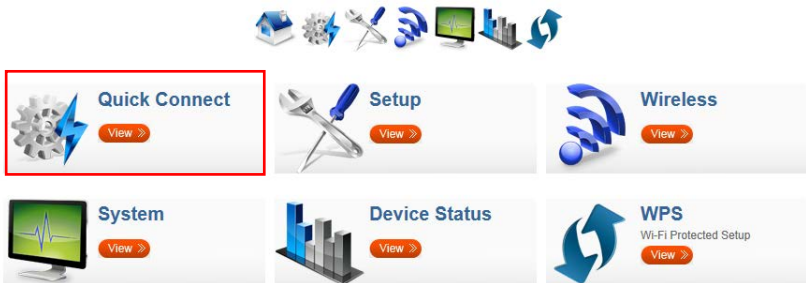 Quick Connect
View »
Setup
View »
Wireless
View »
System
View »
Device Status
View »
WPS
Wi-Fi Protected Setup
View »